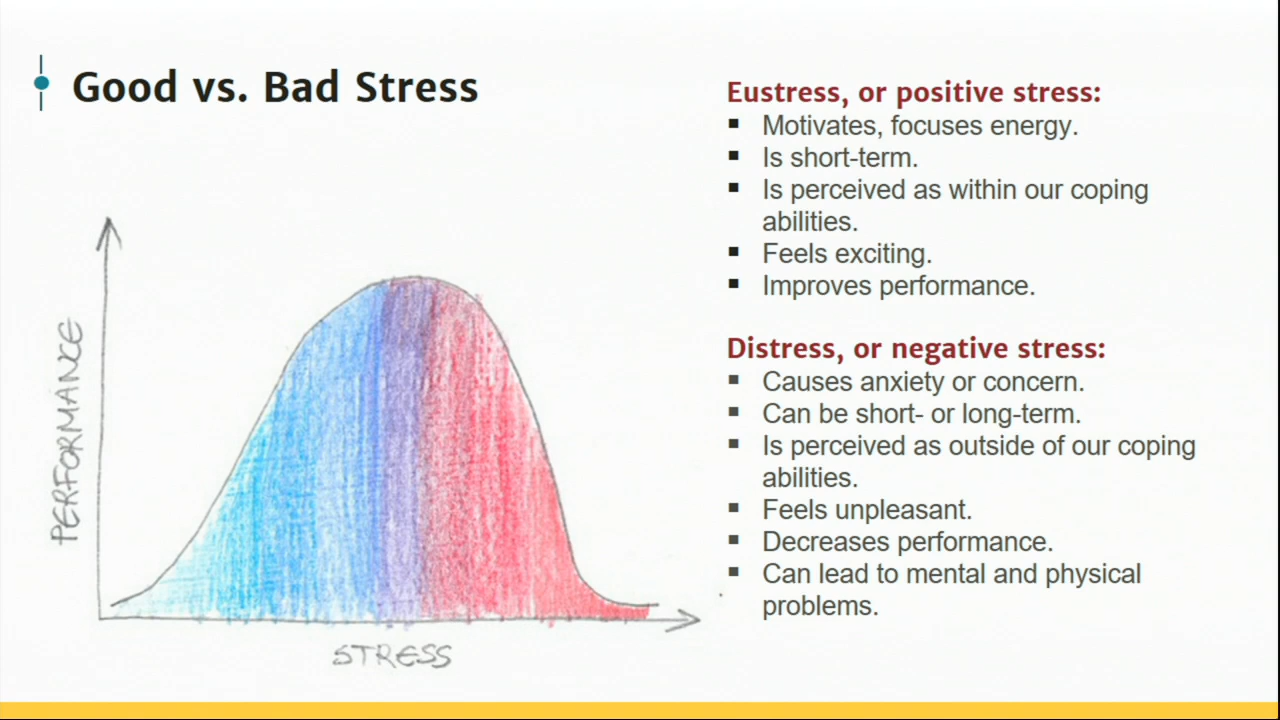 Good vs. Bad Stress
PERFORMANCE
STRESS
Eustress, or positive stress:
▪ Motivates, focuses energy.
▪ Is short-term.
▪ Is perceived as within our coping
abilities.
▪ Feels exciting.
▪ Improves performance.
Distress, or negative stress:
▪ Causes anxiety or concern.
▪ Can be short- or long-term.
▪ Is perceived as outside of our coping
abilities.
▪ Feels unpleasant.
▪ Decreases performance.
▪ Can lead to mental and physical
problems.